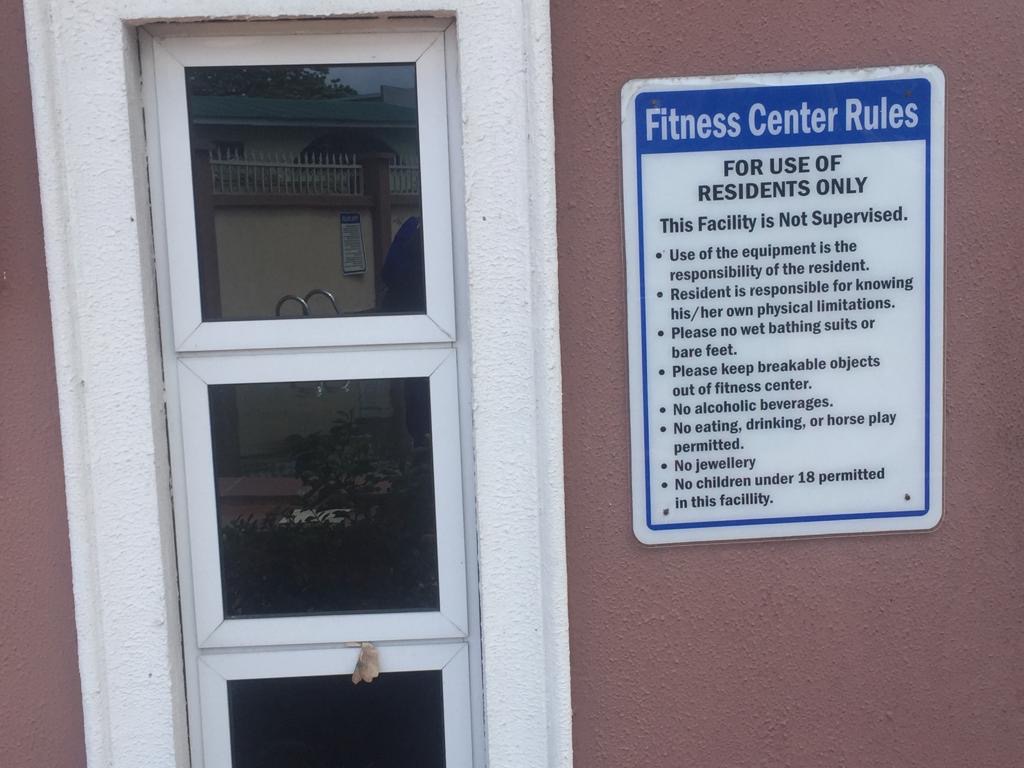 Fitness Center Rules
FOR USE OF
RESIDENTS ONLY
This Facility is Not Supervised.
• Use of the equipment is the
responsibility of the resident.
• Resident is responsible for knowing
his/her own physical limitations.
• Please no wet bathing suits or
bare feet.
• Please keep breakable objects
out of fitness center.
• No alcoholic beverages.
• No eating, drinking, or horse play
permitted.
• No jewellery
• No children under 18 permitted
in this facillity.